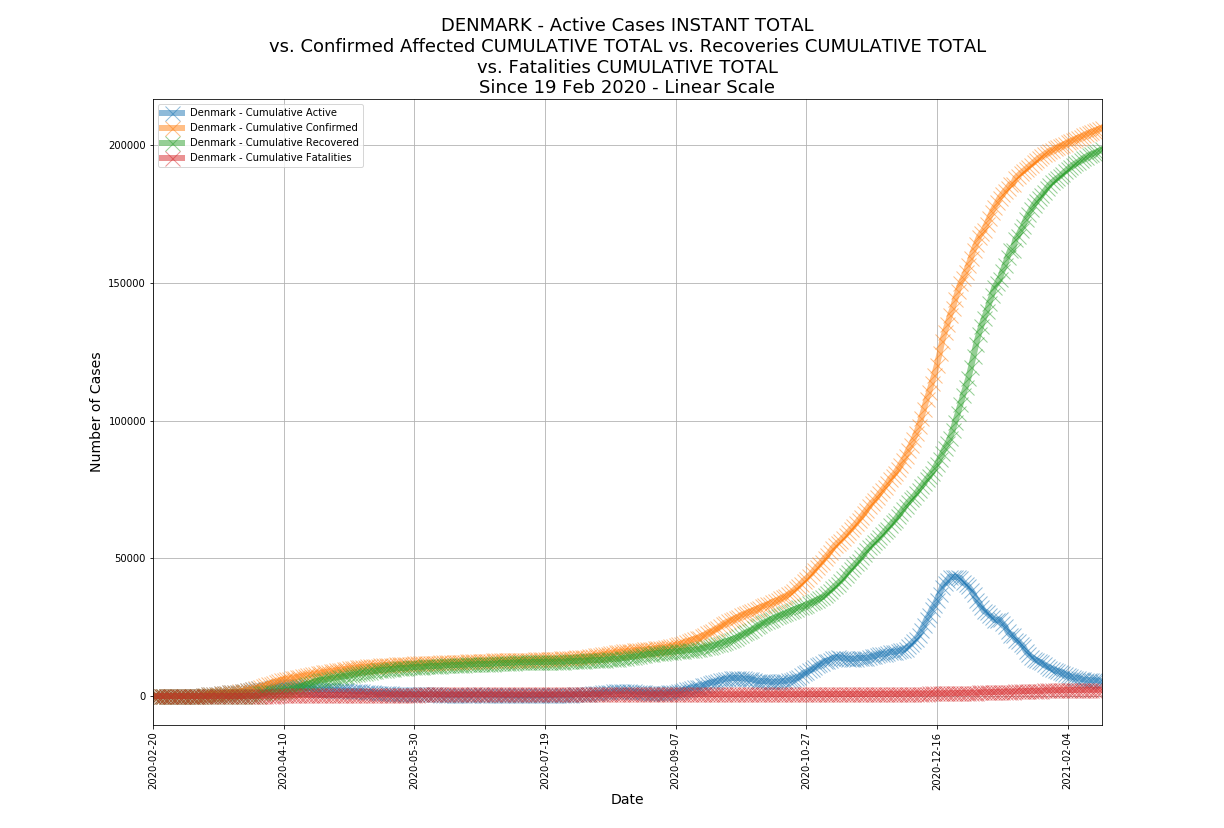 DENMARK - Active Cases INSTANT TOTAL
vs. Confirmed Affected CUMULATIVE TOTAL vs. Recoveries CUMULATIVE TOTAL
vs. Fatalities CUMULATIVE TOTAL
Since 19 Feb 2020 - Linear Scale
Denmark - Cumulative Active
Denmark - Cumulative Confirmed
Denmark - Cumulative Recovered
Denmark - Cumulative Fatalities
200000
150000
100000
50000
0
Number of Cases
2020-02-20
2020-04-10
2020-05-30
2020-07-19
2020-09-07
2020-10-27
2020-12-16
2021-02-04
Date